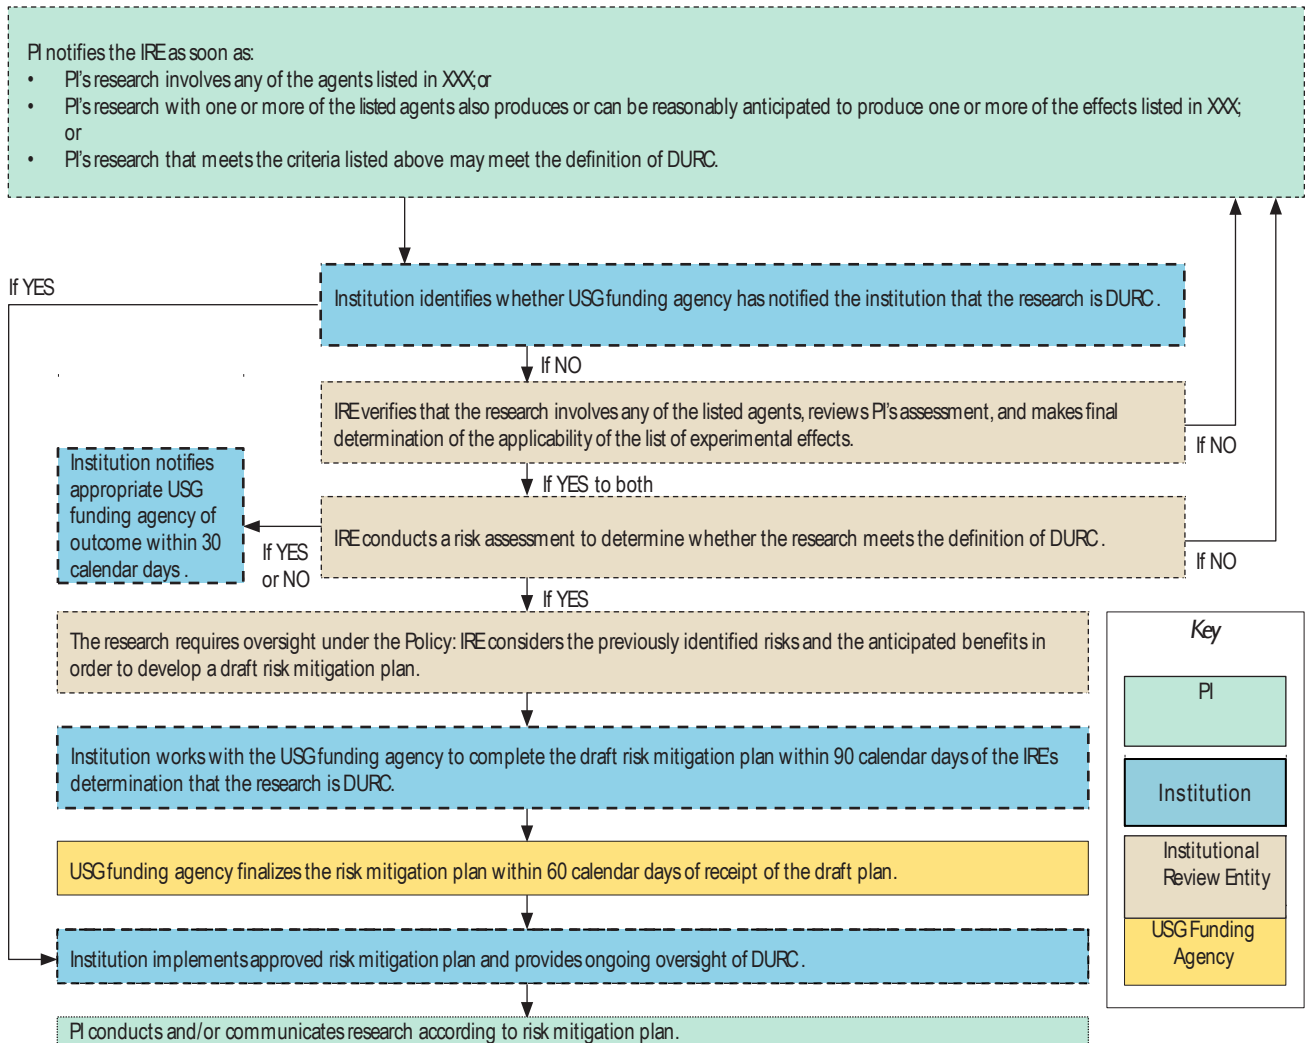 PI notifies the IRE as soon as:
• PI's research involves any of the agents listed in XXX; or
• PI's research with one or more of the listed agents also produces or can be reasonably anticipated to produce one or more of the effects listed in XXX;
or
• PI's research that meets the criteria listed above may meet the definition of DURC.
If YES
Institution identifies whether USG funding agency has notified the institution that the research is DURC .
If NO
IRE verifies that the research involves any of the listed agents, reviews PI's assessment, and makes final
determination of the applicability of the list of experimental effects.
If NO
If YES to both
Institution notifies
appropriate USG
funding agency of
outcome within 30
calendar days .
If YES
or NO
IRE conducts a risk assessment to determine whether the research meets the definition of DURC .
If NO
If YES
The research requires oversight under the Policy: IRE considers the previously identified risks and the anticipated benefits in
order to develop a draft risk mitigation plan.
Institution works with the USG funding agency to complete the draft risk mitigation plan within 90 calendar days of the IRE's
determination that the research is DURC.
USG funding agency finalizes the risk mitigation plan within 60 calendar days of receipt of the draft plan.
Institution implements approved risk mitigation plan and provides ongoing oversight of DURC .
PI conducts and/or communicates research according to risk mitigation plan.
Key
PI
Institution
Institutional
Review Entity
USG Funding
Agency